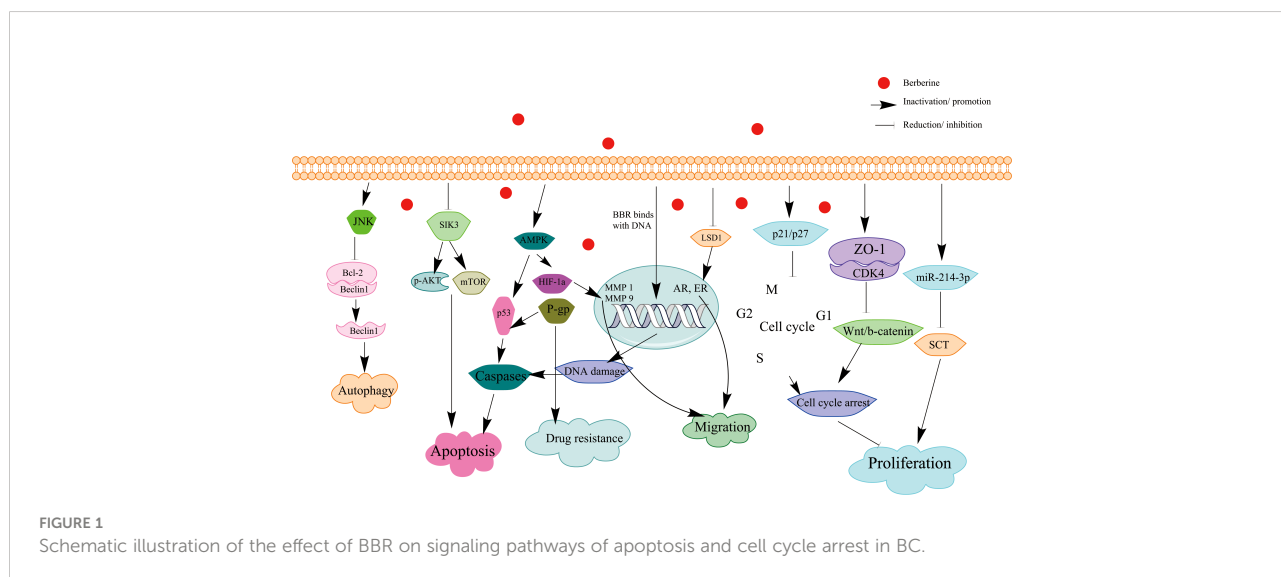 Berberine
Inactivation/ promotion
Reduction/ inhibition
JNK
SIK3
AMPK
BBR binds
with DNA
LSD1
p21/p27
ZO-1
CDK4
miR-214-3p
Bcl-2
Beclin1
p-AKT
mTOR
HIF-1a
MMP 1
MMP 9
AR, ER
M
G2
G1
Cell cycle
S
p53
P-gp
Beclin1
Wnt/b-catenin
SCT
Caspases
DNA damage
Autophagy
Cell cycle arrest
Apoptosis
Drug resistance
Migration
Proliferation
FIGURE 1
Schematic illustration of the effect of BBR on signaling pathways of apoptosis and cell cycle arrest in BC.